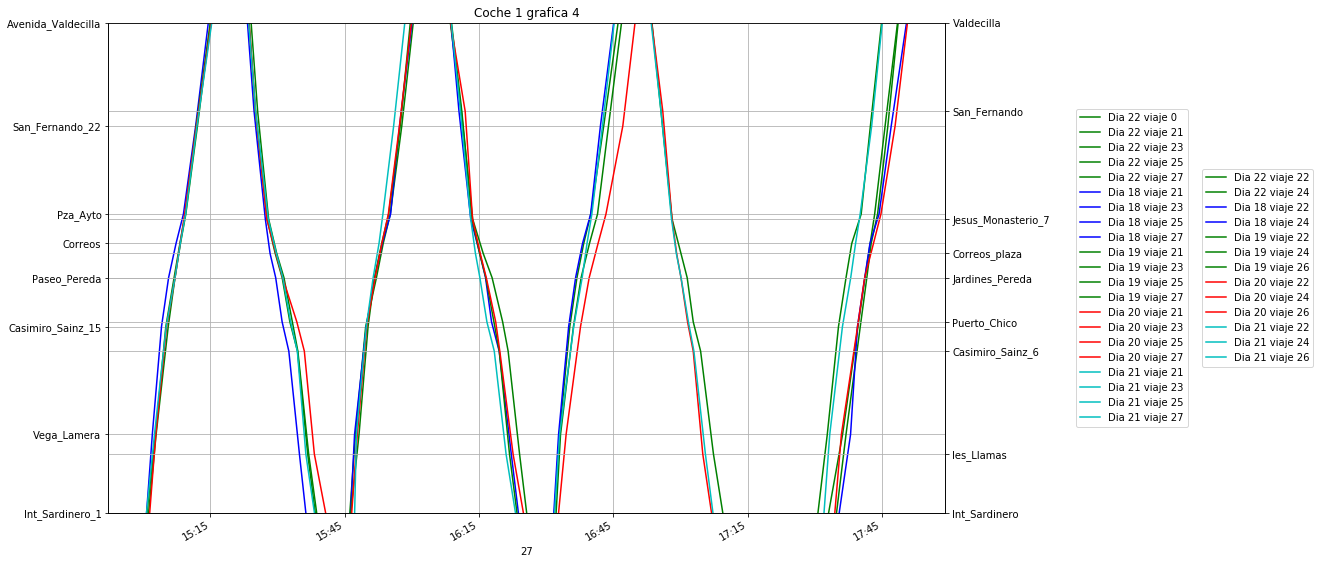 Coche 1 grafica 4
Avenida_Valdecilla
San_Fernando_22
Pza_Ayto
Correos
Paseo_Pereda
Casimiro_Sainz_15
Vega_Lamera
Int_Sardinero_1
Valdecilla
San_Fernando
Jesus_Monasterio_7
Correos_plaza
Jardines_Pereda
Puerto_Chico
Casimiro_Sainz_6
Ies_Llamas
Int_Sardinero
15:15
15:45
16:15
16:45
17:15
17:45
27
Dia 22 viaje 0
Dia 22 viaje 21
Dia 22 viaje 23
Dia 22 viaje 25
Dia 22 viaje 27
Dia 18 viaje 21
Dia 18 viaje 23
Dia 18 viaje 25
Dia 18 viaje 27
Dia 19 viaje 21
Dia 19 viaje 23
Dia 19 viaje 25
Dia 19 viaje 27
Dia 20 viaje 21
Dia 20 viaje 23
Dia 20 viaje 25
Dia 20 viaje 27
Dia 21 viaje 21
Dia 21 viaje 23
Dia 21 viaje 25
Dia 21 viaje 27
Dia 22 viaje 22
Dia 22 viaje 24
Dia 18 viaje 22
Dia 18 viaje 24
Dia 19 viaje 22
Dia 19 viaje 24
Dia 19 viaje 26
Dia 20 viaje 22
Dia 20 viaje 24
Dia 20 viaje 26
Dia 21 viaje 22
Dia 21 viaje 24
Dia 21 viaje 26